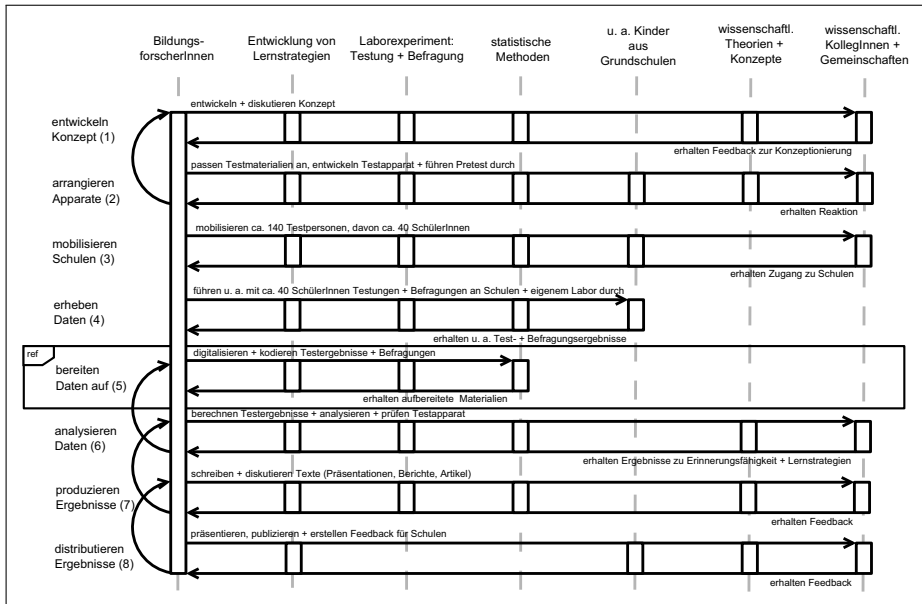 Bildungs-
forscherInnen
Entwicklung von
Lernstrategien
Laborexperiment:
Testung + Befragung
statistische
Methoden
u. a. Kinder
aus
Grundschulen
wissenschaftl.
Theorien +
Konzepte
wissenschaftl.
KollegInnen +
Gemeinschaften
entwickeln
Konzept (1)
entwickeln + diskutieren Konzept
erhalten Feedback zur Konzeptionierung
arrangieren
Apparate (2)
passen Testmaterialien an, entwickeln Testapparat + führen Pretest durch
erhalten Reaktion
mobilisieren
Schulen (3)
mobilisieren ca. 140 Testpersonen, davon ca. 40 SchülerInnen
erhalten Zugang zu Schulen
erheben
Daten (4)
führen u. a. mit ca. 40 SchülerInnen Testungen + Befragungen an Schulen + eigenem Labor durch
erhalten u. a. Test- + Befragungsergebnisse
ref
bereiten
Daten auf (5)
digitalisieren + kodieren Testergebnisse + Befragungen
erhalten aufbereitete Materialien
analysieren
Daten (6)
berechnen Testergebnisse + analysieren + prüfen Testapparat
erhalten Ergebnisse zu Erinnerungsfähigkeit + Lernstrategien
produzieren
Ergebnisse (7)
schreiben + diskutieren Texte (Präsentationen, Berichte, Artikel)
erhalten Feedback
distributieren
Ergebnisse (8)
präsentieren, publizieren + erstellen Feedback für Schulen
erhalten Feedback